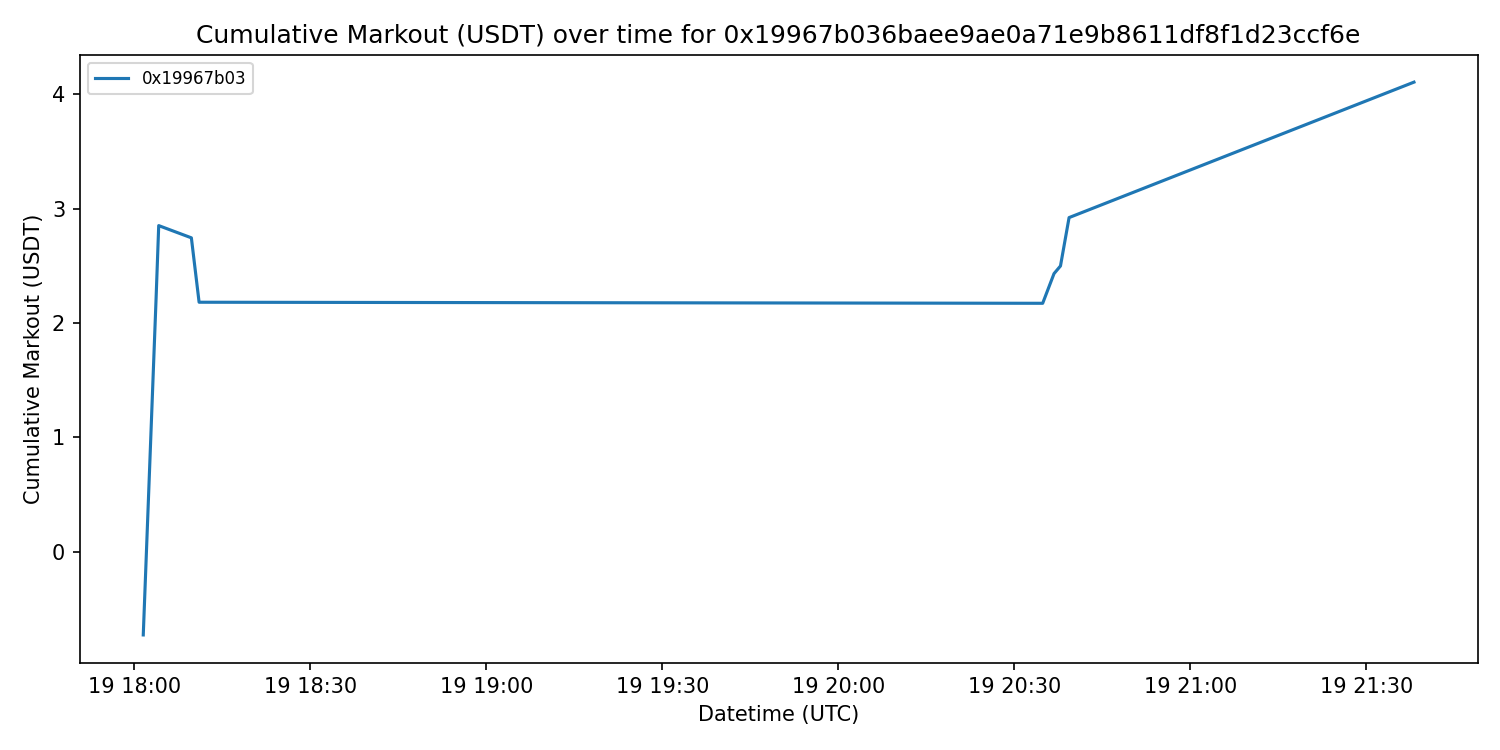 Cumulative Markout (USDT) over time for 0x19967b036baee9ae0a71e9b8611df8f1d23ccf6e
0x19967b03
Cumulative Markout (USDT)
4
3
2
1
0
19 18:00 19 18:30 19 19:00 19 19:30 19 20:00 19 20:30 19 21:00 19 21:30
Datetime (UTC)